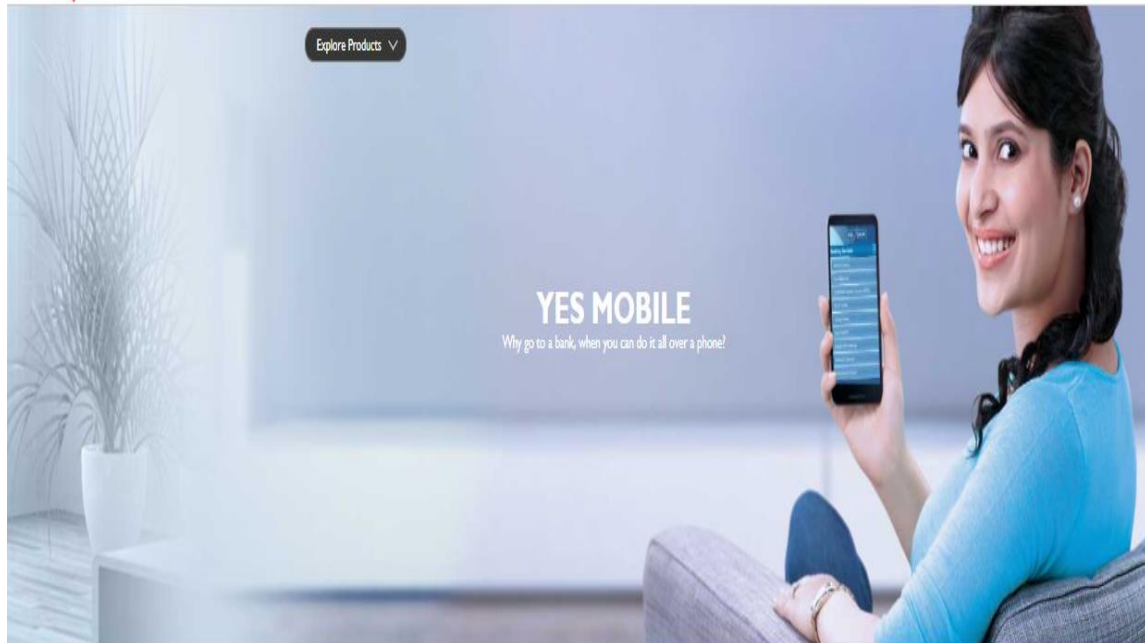 Explore Products
YES MOBILE
Why go to a bank, when you can do it all over a phone?